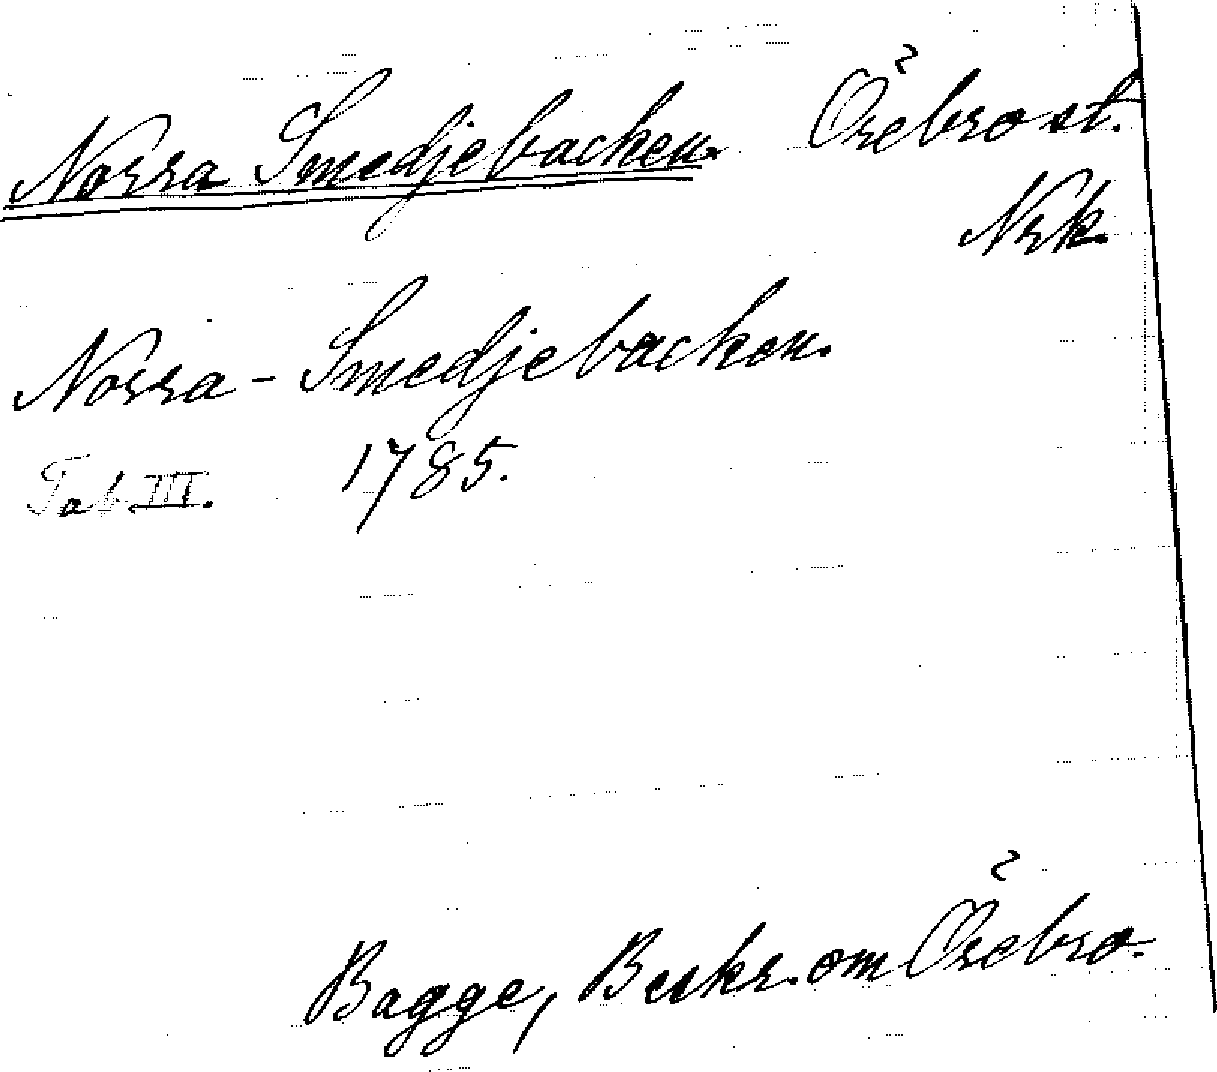 Norra Smedjebacken. Örebro st.
Nrk.
Norra - Smedjebacken.
Tab. III. 1785.
Bagge, Beskr. om Örebro.